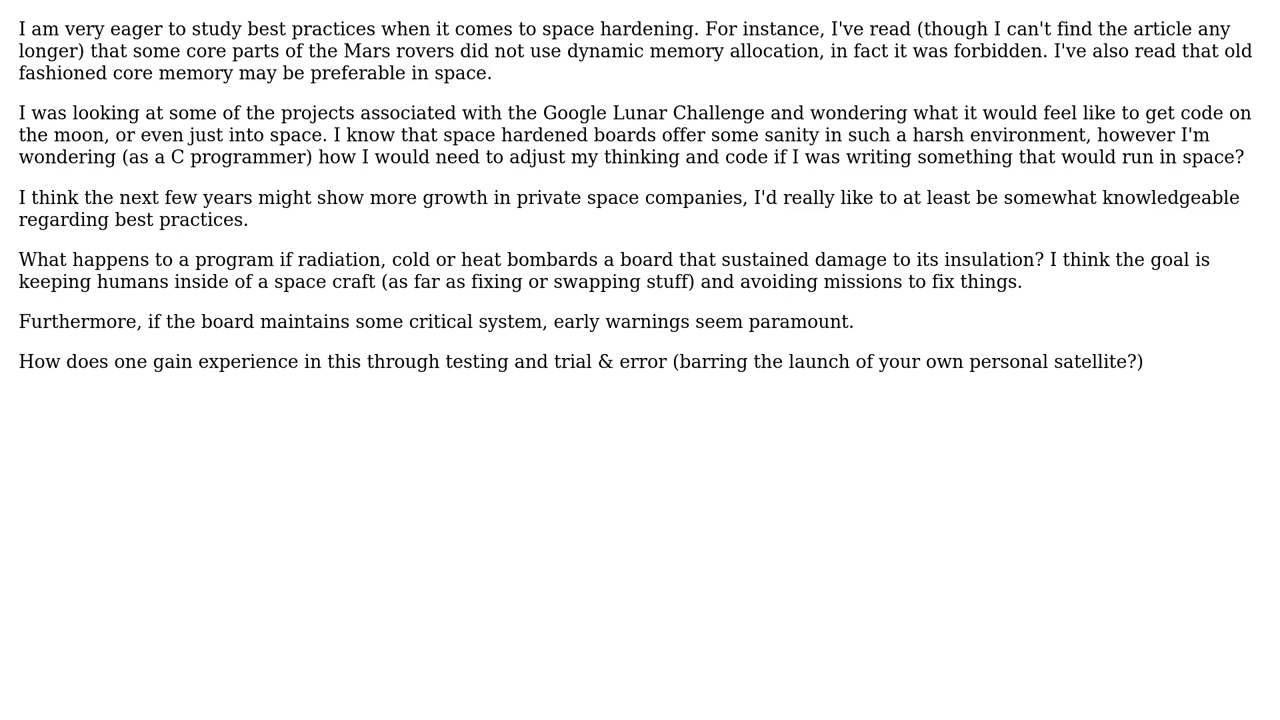 I am very eager to study best practices when it comes to space hardening. For instance, I've read (though I can't find the article any
longer) that some core parts of the Mars rovers did not use dynamic memory allocation, in fact it was forbidden. I've also read that old
fashioned core memory may be preferable in space.
I was looking at some of the projects associated with the Google Lunar Challenge and wondering what it would feel like to get code on
the moon, or even just into space. I know that space hardened boards offer some sanity in such a harsh environment, however I'm
wondering (as a C programmer) how I would need to adjust my thinking and code if I was writing something that would run in space?
I think the next few years might show more growth in private space companies, I'd really like to at least be somewhat knowledgeable
regarding best practices.
What happens to a program if radiation, cold or heat bombards a board that sustained damage to its insulation? I think the goal is
keeping humans inside of a space craft (as far as fixing or swapping stuff) and avoiding missions to fix things.
Furthermore, if the board maintains some critical system, early warnings seem paramount.
How does one gain experience in this through testing and trial & error (barring the launch of your own personal satellite?)